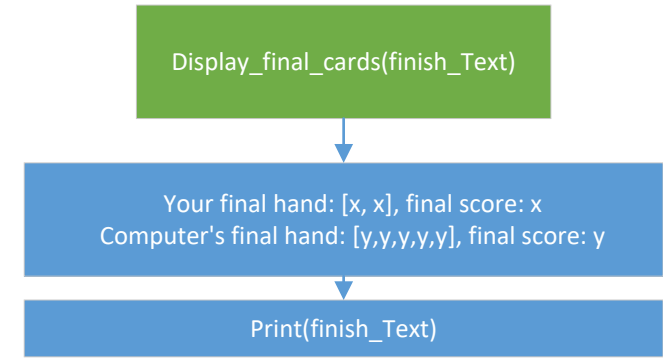 Display_final_cards(finish_Text)
Your final hand: [x, x], final score: x
Computer's final hand: [y,y,y,y,y], final score: y
Print(finish_Text)